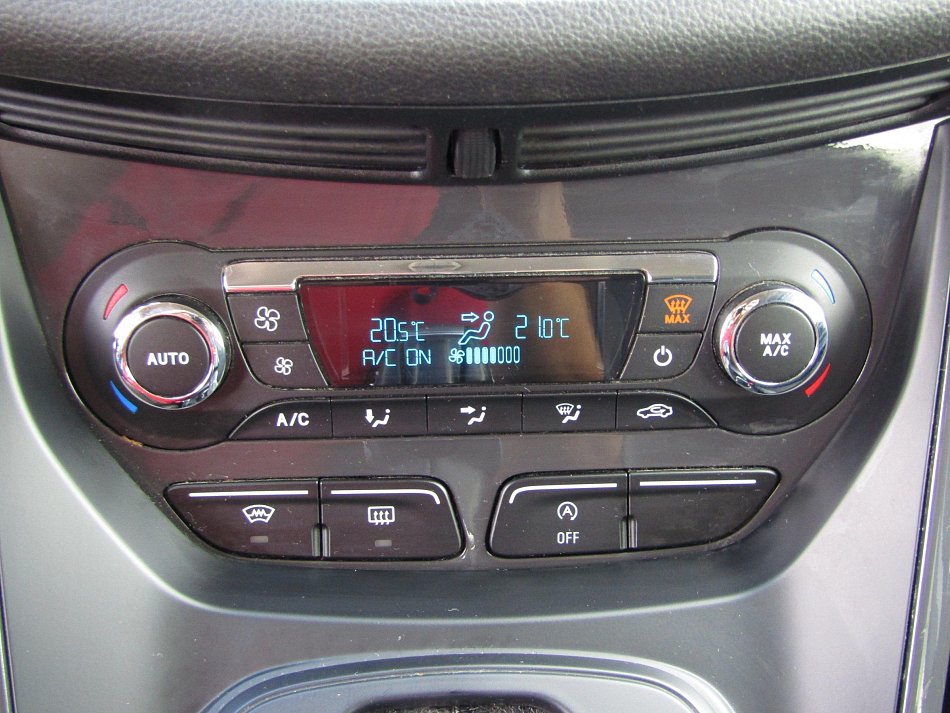 20.5°C 21.0°C
A/C ON
MAX
AUTO
MAX
A/C
A/C
A
OFF